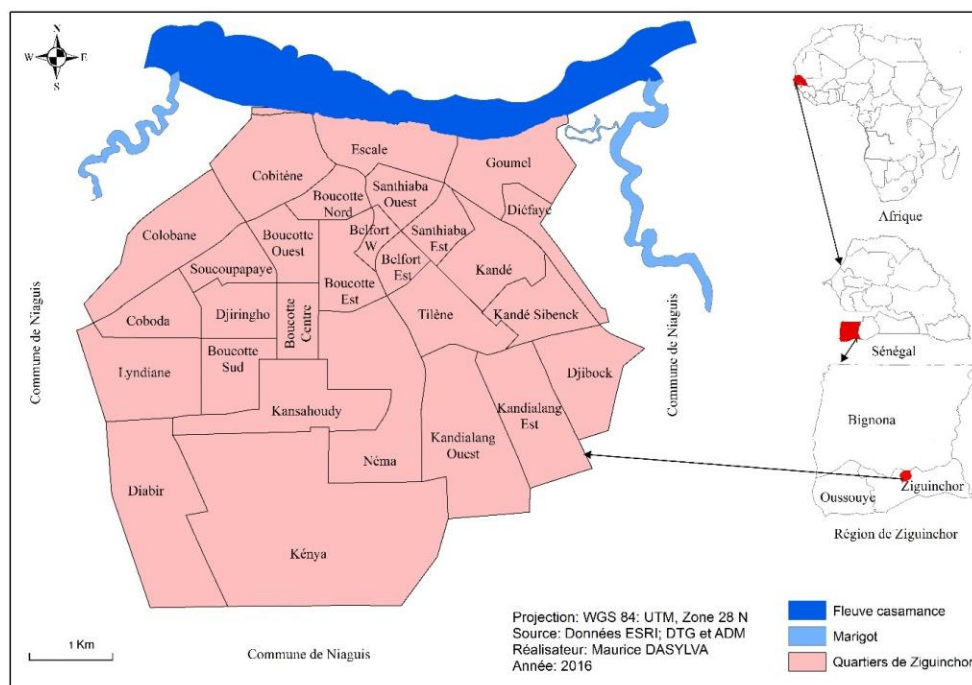 N
W
E
S
Escale
Goumel
Cobitène
Santhiaba
Ouest
Boucotte
Nord
Diéfaye
Colobane
Belfort
W
Santhiaba
Est
Boucotte
Ouest
Belfort
Est
Kandé
Soucoupapaye
Boucotte
Est
Coboda
Djiringho
Boucotte
Centre
Tilène
Kandé Sibenck
Lyndiane
Boucotte
Sud
Djibock
Kansahoudy
Kandialang
Est
Kandialang
Ouest
Néma
Diabir
Kénya
Commune de Niaguis
Commune de Niaguis
Commune de Niaguis
1 Km
Afrique
Sénégal
Bignona
Ziguinchor
Oussouye
Région de Ziguinchor
Projection: WGS 84: UTM, Zone 28 N
Source: Données ESRI; DTG et ADM
Réalisateur: Maurice DASYLVA
Année: 2016
Fleuve casamance
Marigot
Quartiers de Ziguinchor